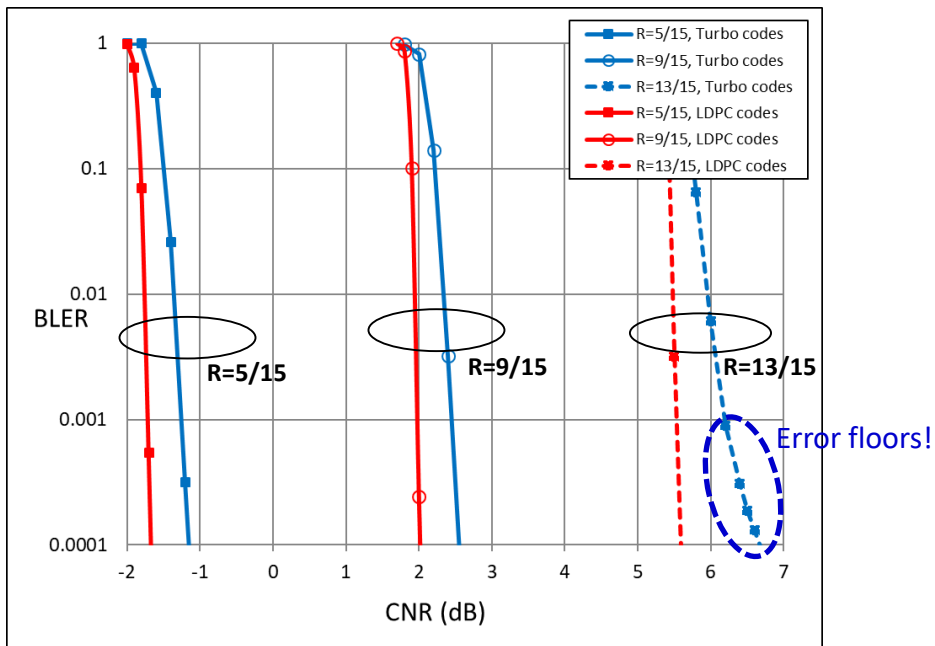 R=5/15, Turbo codes
R=9/15, Turbo codes
R=13/15, Turbo codes
R=5/15, LDPC codes
R=9/15, LDPC codes
R=13/15, LDPC codes
1
0.1
0.01
BLER
R=5/15
R=9/15
R=13/15
0.001
Error floors!
0.0001
-2 -1 0 1 2 3 4 5 6 7
CNR (dB)